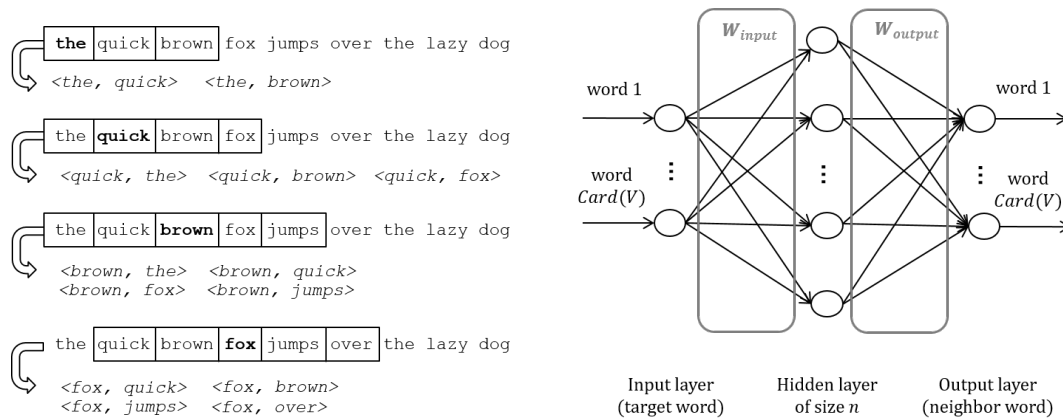 the quick brown fox jumps over the lazy dog
<the, quick> <the, brown>
the quick brown fox jumps over the lazy dog
<quick, the> <quick, brown> <quick, fox>
the quick brown fox jumps over the lazy dog
<brown, the> <brown, quick>
<brown, fox> <brown, jumps>
the quick brown fox jumps over the lazy dog
<fox, quick> <fox, brown>
<fox, jumps> <fox, over>
W_input W_output
word 1 word 1
⋮ ⋮ ⋮
word word
Card(V) Card(V)
Input layer Hidden layer Output layer
(target word) of size n (neighbor word)